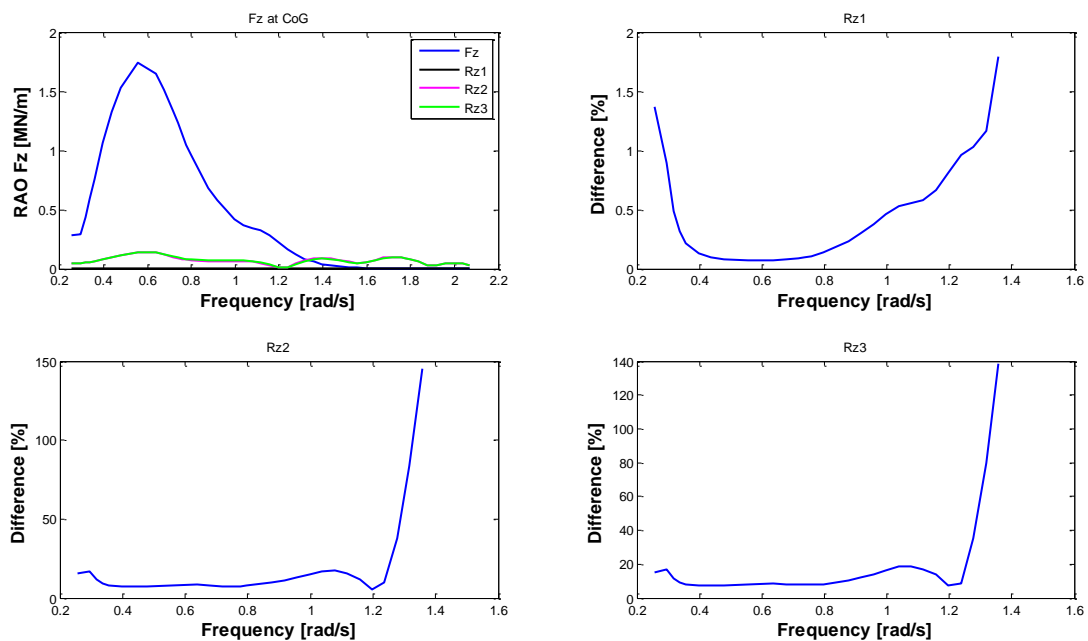 Fz at CoG
2
1.5
1
0.5
0
0.2 0.4 0.6 0.8 1 1.2 1.4 1.6 1.8 2 2.2
RAO Fz [MN/m]
Frequency [rad/s]
Fz
Rz1
Rz2
Rz3
Rz1
2
1.5
1
0.5
0
0.2 0.4 0.6 0.8 1 1.2 1.4 1.6
Difference [%]
Frequency [rad/s]
Rz2
150
100
50
0
0.2 0.4 0.6 0.8 1 1.2 1.4 1.6
Difference [%]
Frequency [rad/s]
Rz3
140
120
100
80
60
40
20
0
0.2 0.4 0.6 0.8 1 1.2 1.4 1.6
Difference [%]
Frequency [rad/s]